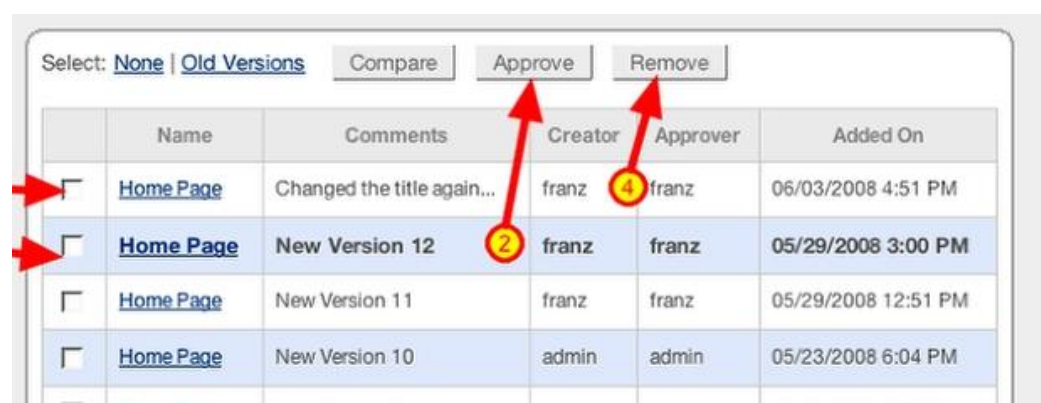 Select: None | Old Versions Compare Approve Remove
Name Comments Creator Approver Added On
Home Page Changed the title again... franz 4 franz 06/03/2008 4:51 PM
Home Page New Version 12 2 franz franz 05/29/2008 3:00 PM
Home Page New Version 11 franz franz 05/29/2008 12:51 PM
Home Page New Version 10 admin admin 05/23/2008 6:04 PM